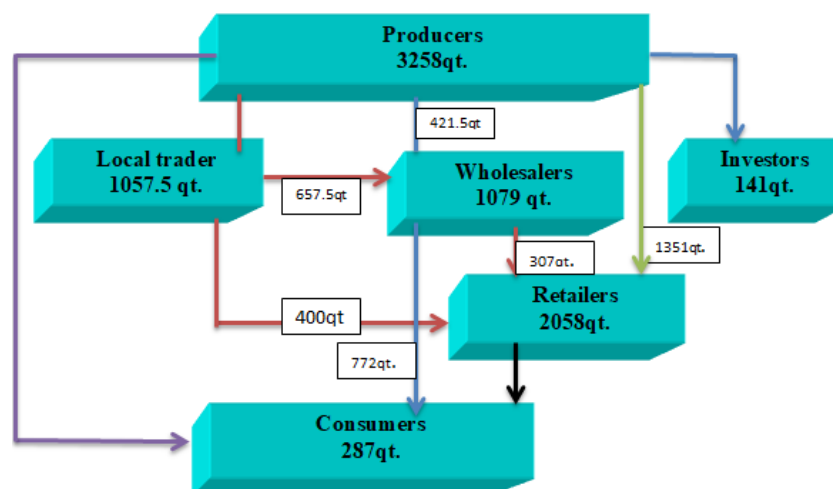 Producers
3258qt.
421.5qt
Local trader
1057.5 qt.
657.5qt
Wholesalers
1079 qt.
Investors
141qt.
1351qt.
307qt.
Retailers
2058qt.
400qt
772qt.
Consumers
287qt.